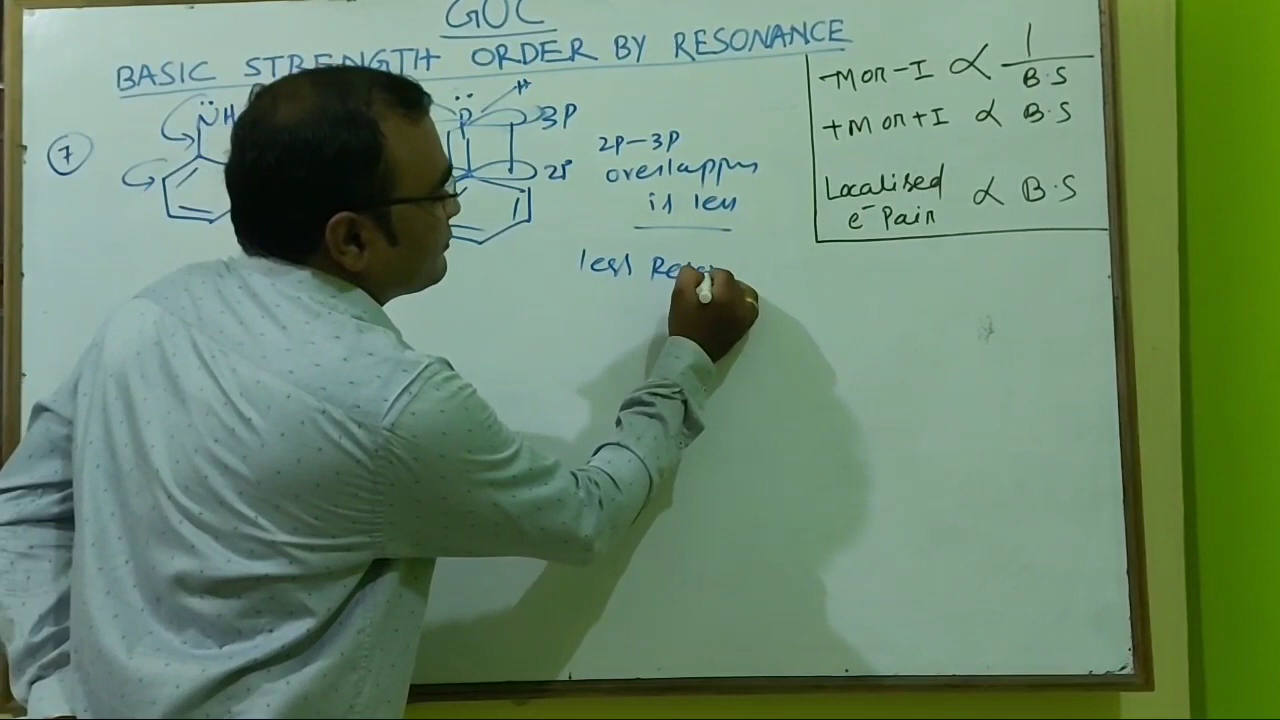 GOC
BASIC STRENGTH ORDER BY RESONANCE
7
N̈H
P̈
H
3P
2P
2P-3P
overlapping
is less
less Reso
-M or -I ∝ 1/B.S
+M or +I ∝ B.S
Localised
e⁻ Pair ∝ B.S